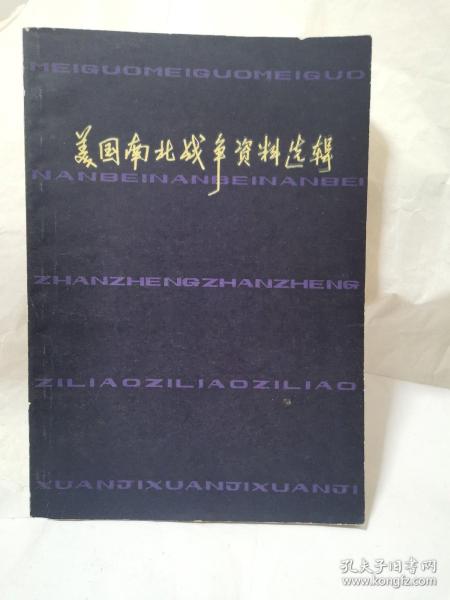 MEIGUOMEIGUOMEIGUO
美国南北战争资料选辑
NANBEINANBEINANBEI
ZHANZHENGZHANZHENG
ZILIAOZILIAOZILIAO
XUANJIXUANJIXUANJI
孔夫子旧书网
kongfz.com